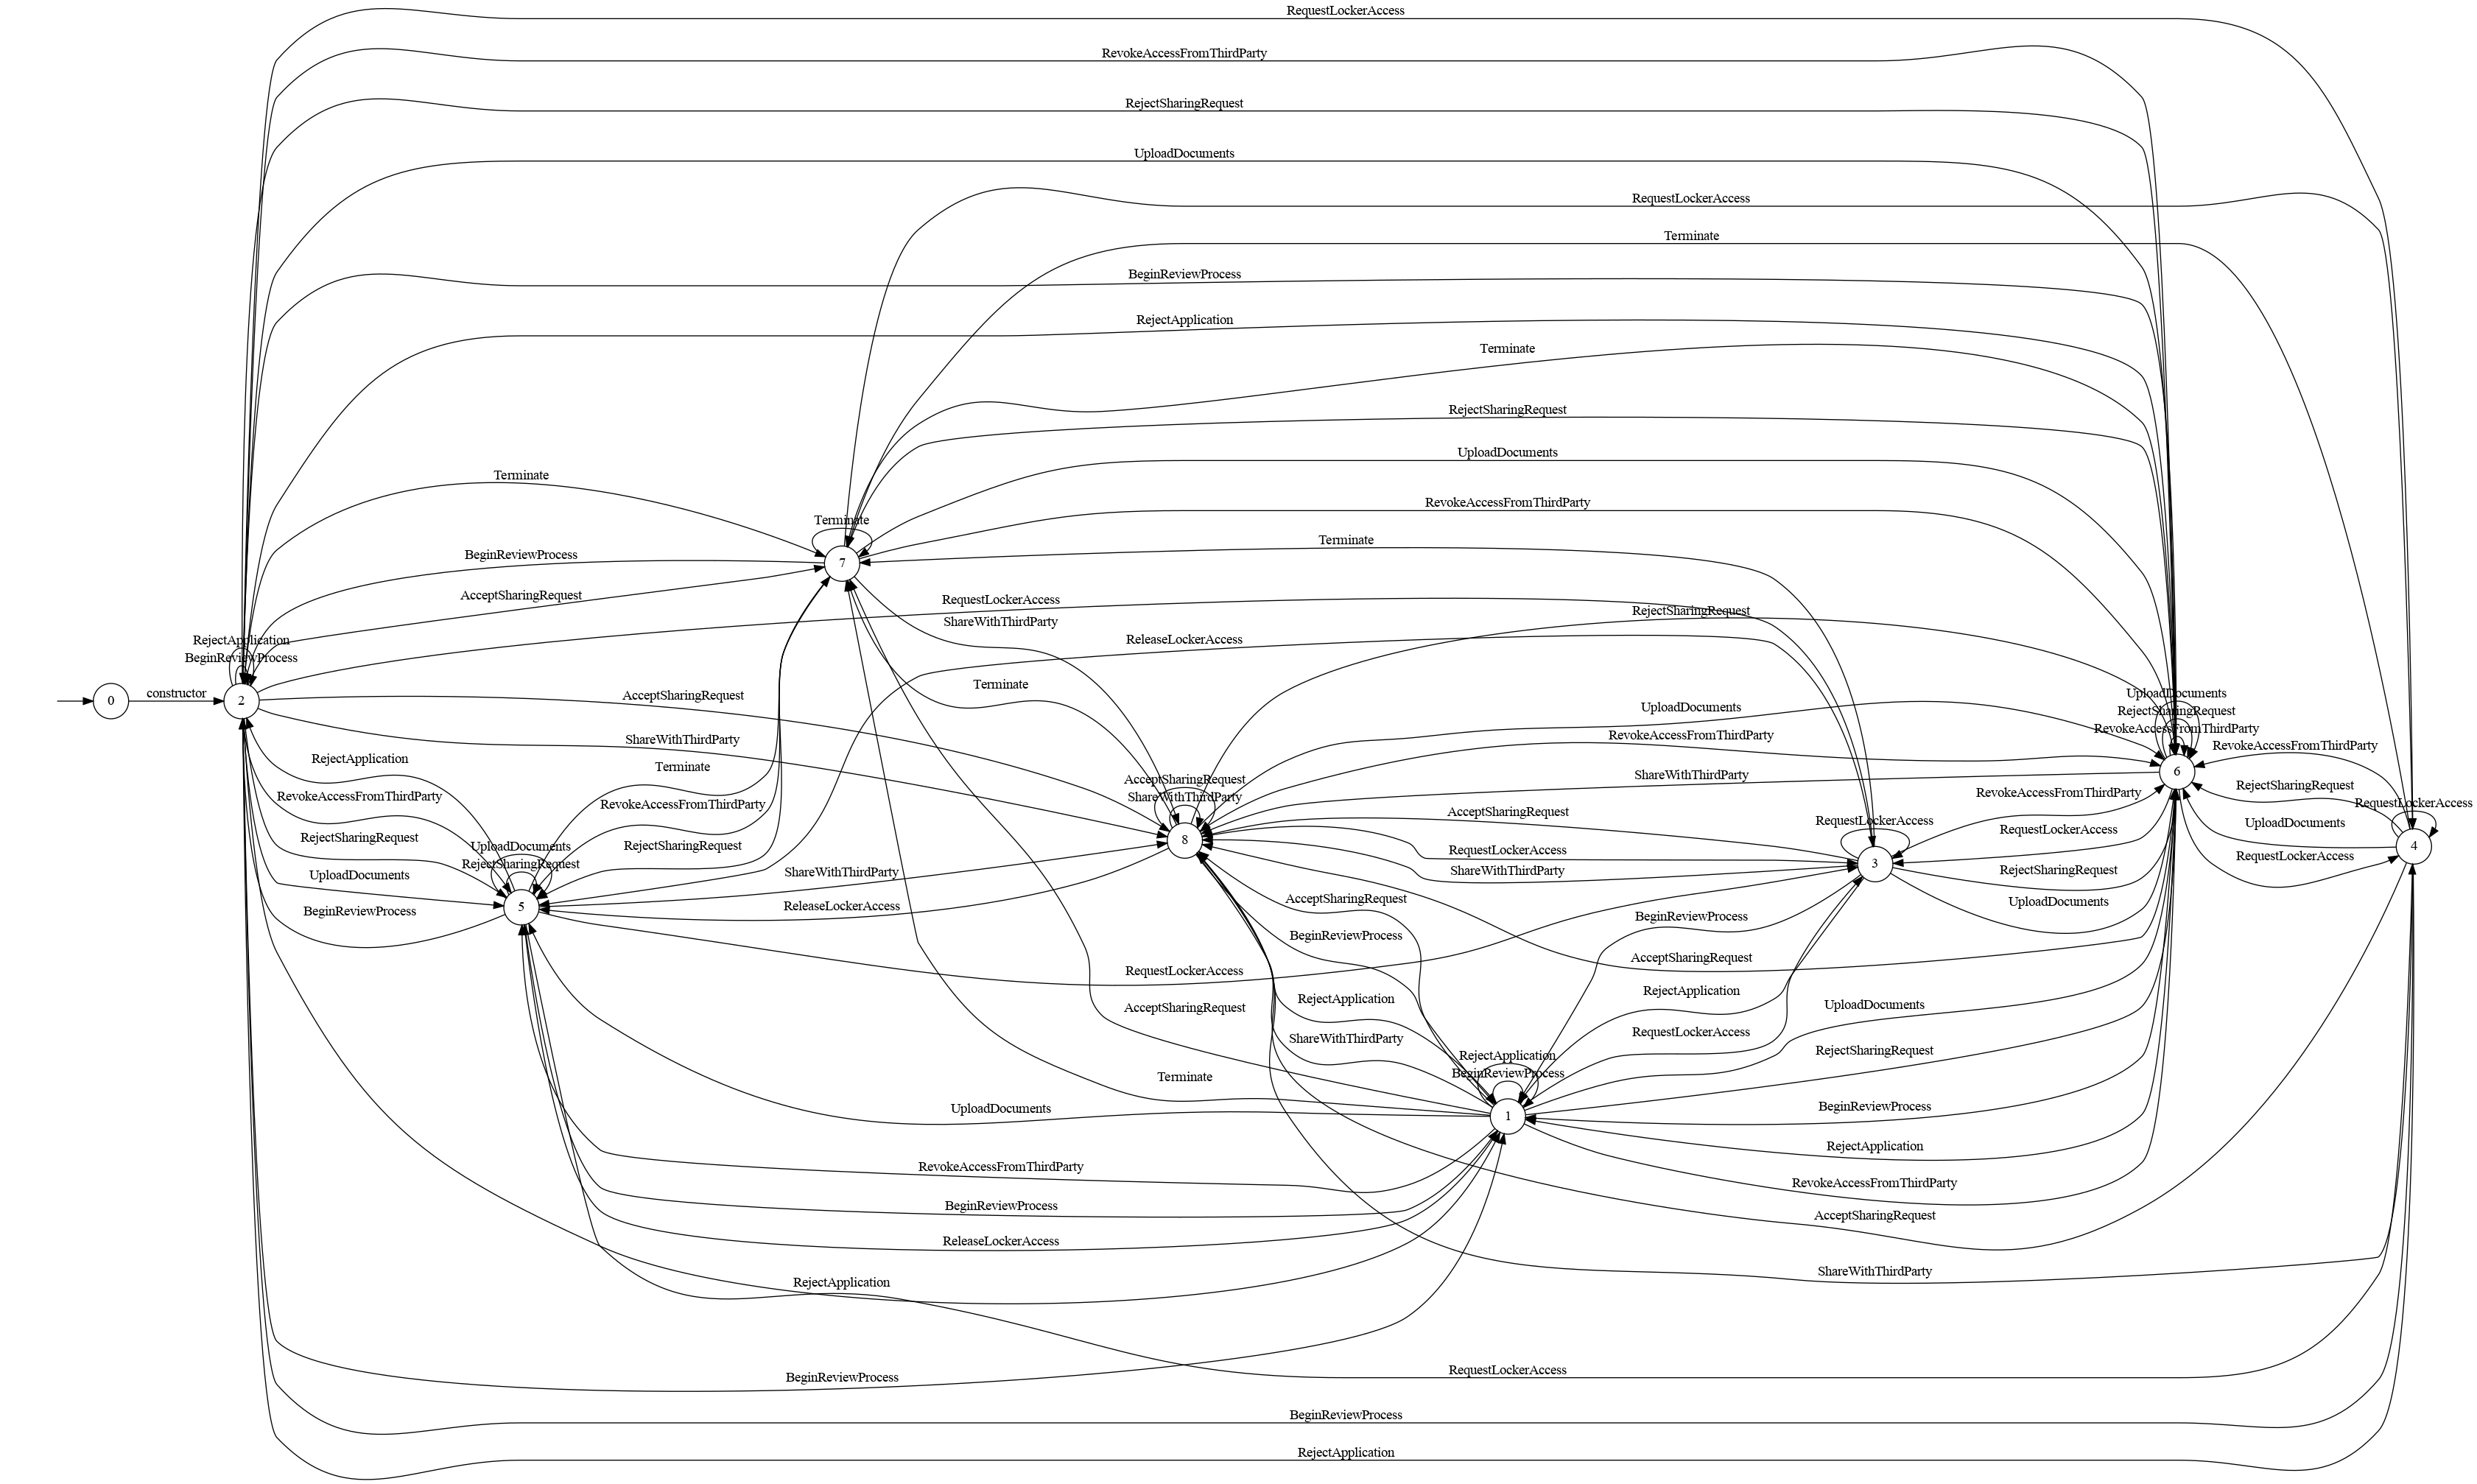 RequestLockerAccess
RevokeAccessFromThirdParty
RejectSharingRequest
UploadDocuments
RequestLockerAccess
Terminate
BeginReviewProcess
RejectApplication
Terminate
RejectSharingRequest
UploadDocuments
Terminate
RevokeAccessFromThirdParty
Terminate
Terminate
BeginReviewProcess
7
AcceptSharingRequest
RequestLockerAccess
RejectSharingRequest
ShareWithThirdParty
ReleaseLockerAccess
RejectApplication
BeginReviewProcess
Terminate
constructor
0
2
AcceptSharingRequest
UploadDocuments
UploadDocuments
RejectSharingRequest
RevokeAccessFromThirdParty
ShareWithThirdParty
RevokeAccessFromThirdParty
RevokeAccessFromThirdParty
RejectApplication
Terminate
AcceptSharingRequest
ShareWithThirdParty
6
RejectSharingRequest
RevokeAccessFromThirdParty
RevokeAccessFromThirdParty
ShareWithThirdParty
RevokeAccessFromThirdParty
RequestLockerAccess
AcceptSharingRequest
RequestLockerAccess
RequestLockerAccess
UploadDocuments
RejectSharingRequest
RejectSharingRequest
UploadDocuments
RejectSharingRequest
8
RequestLockerAccess
3
4
RequestLockerAccess
UploadDocuments
ShareWithThirdParty
ShareWithThirdParty
RejectSharingRequest
5
BeginReviewProcess
ReleaseLockerAccess
AcceptSharingRequest
UploadDocuments
BeginReviewProcess
BeginReviewProcess
AcceptSharingRequest
RequestLockerAccess
RejectApplication
RejectApplication
AcceptSharingRequest
UploadDocuments
ShareWithThirdParty
RequestLockerAccess
RejectSharingRequest
RejectApplication
BeginReviewProcess
Terminate
UploadDocuments
1
BeginReviewProcess
RejectApplication
RevokeAccessFromThirdParty
RevokeAccessFromThirdParty
BeginReviewProcess
AcceptSharingRequest
ReleaseLockerAccess
ShareWithThirdParty
RejectApplication
RequestLockerAccess
BeginReviewProcess
BeginReviewProcess
RejectApplication